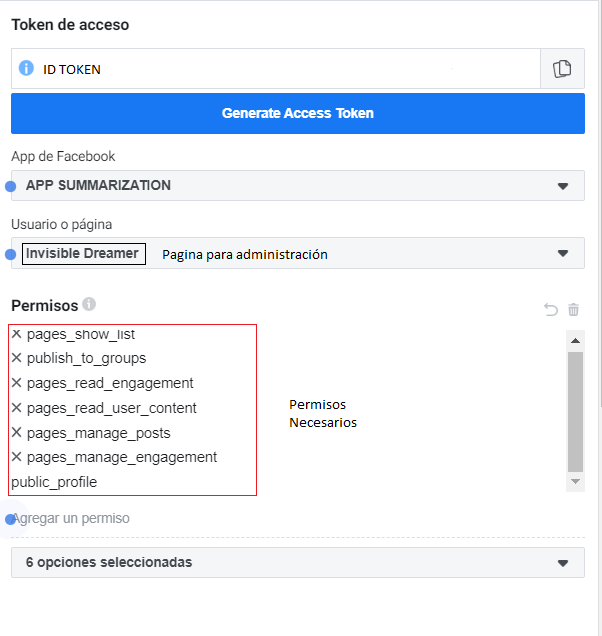 Token de acceso
ID TOKEN
Generate Access Token
App de Facebook
APP SUMMARIZATION
Usuario o página
Invisible Dreamer Pagina para administración
Permisos
pages_show_list
publish_to_groups
pages_read_engagement
pages_read_user_content
Permisos
Necesarios
pages_manage_posts
pages_manage_engagement
public_profile
Agregar un permiso
6 opciones seleccionadas